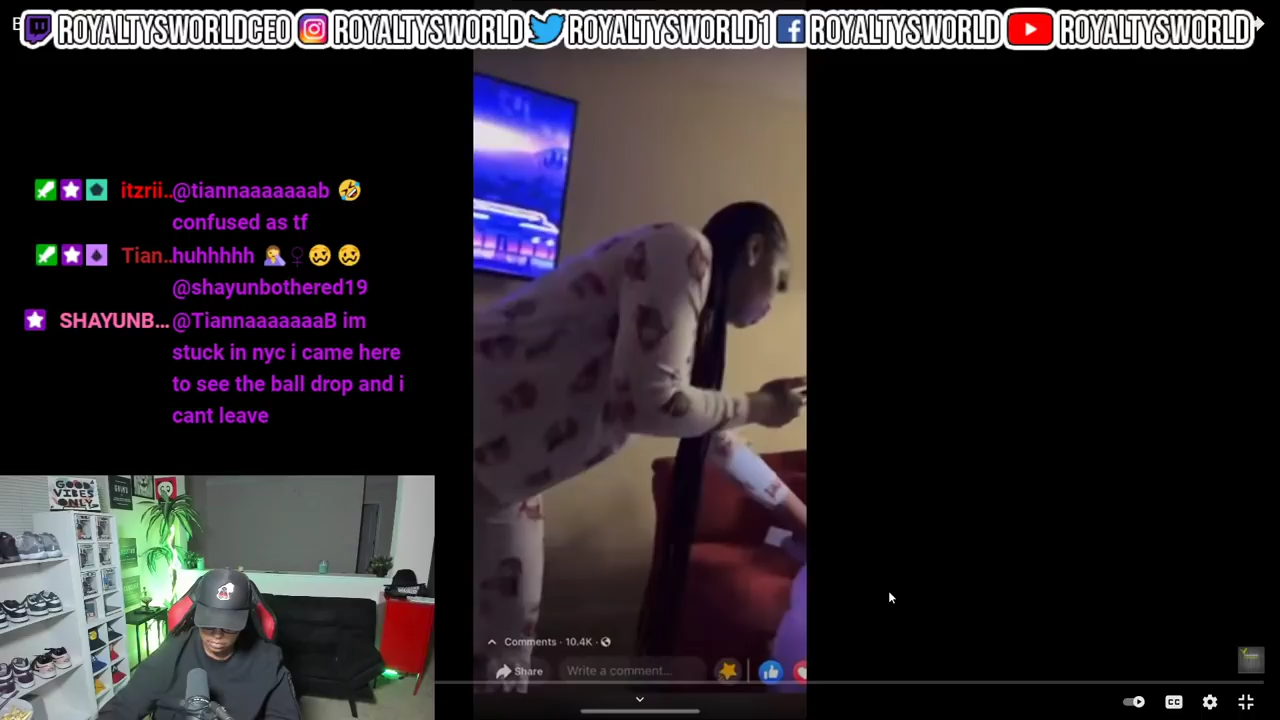 ROYALTYSWORLDCEO ROYALTYSWORLD ROYALTYSWORLD1 ROYALTYSWORLD ROYALTYSWORLD
itzrii.. @tiannaaaaaaab 🤣
confused as tf
Tian.. huhhhhh 🤦♀️🥴 🥴
@shayunbothered19
SHAYUNB... @TiannaaaaaaaB im
stuck in nyc i came here
to see the ball drop and i
cant leave
GOOD
VIBES
ONLY
Comments · 10.4K ·
Share Write a comment...
CC